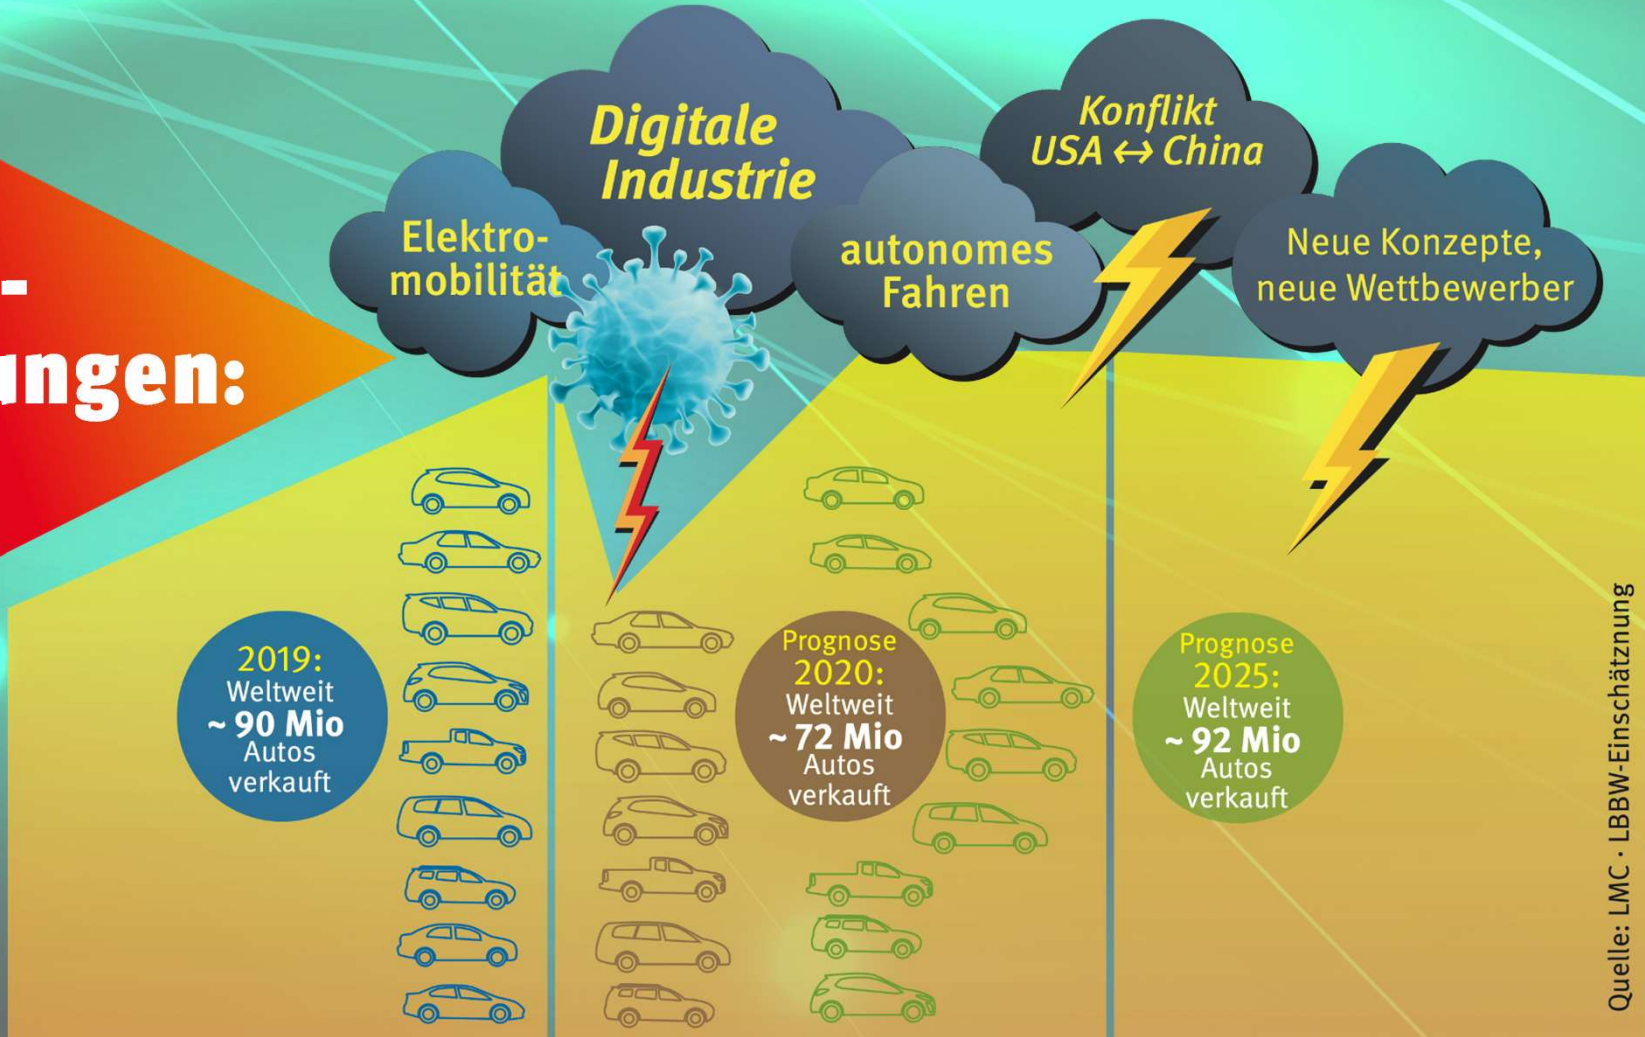 -
ungen:
Elektro-
mobilität
Digitale
Industrie
autonomes
Fahren
Konflikt
USA ↔ China
Neue Konzepte,
neue Wettbewerber
2019:
Weltweit
~ 90 Mio
Autos
verkauft
Prognose
2020:
Weltweit
~ 72 Mio
Autos
verkauft
Prognose
2025:
Weltweit
~ 92 Mio
Autos
verkauft
Quelle: LMC · LBBW-Einschätznung